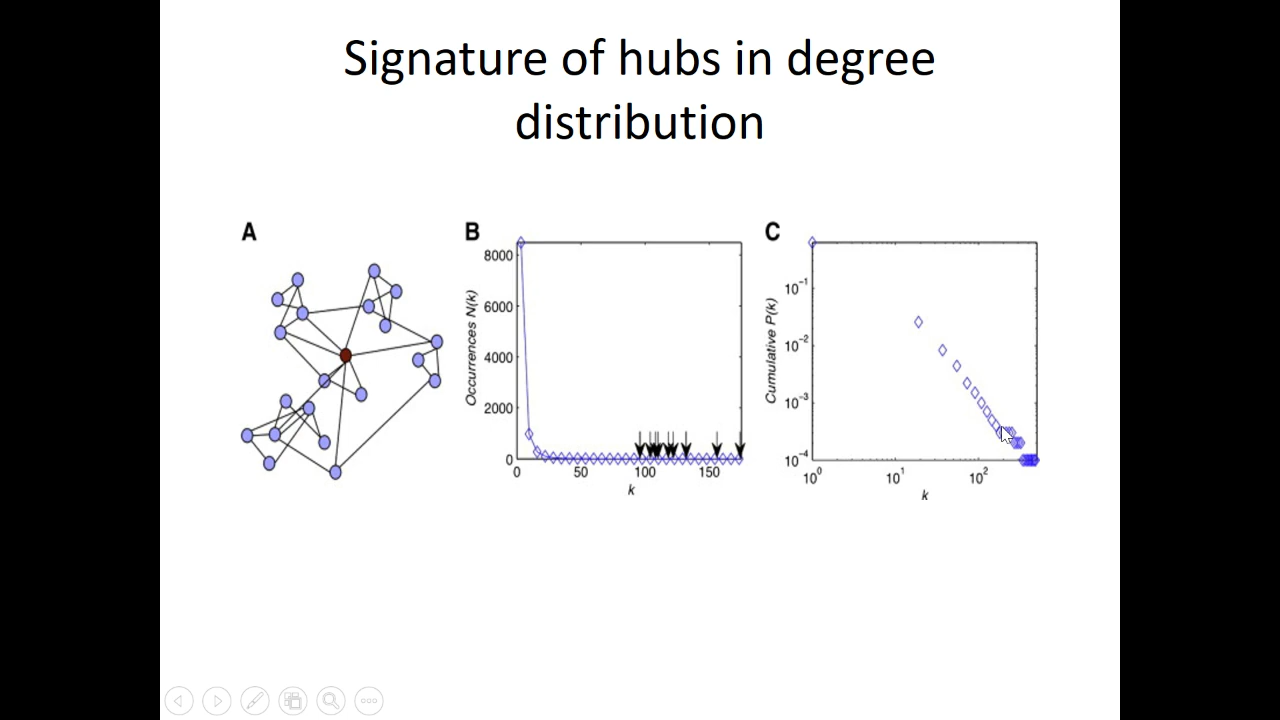 Signature of hubs in degree
distribution
A
B
Occurrences N(k)
8000
6000
4000
2000
0
0 50 100 150
k
C
Cumulative P(k)
10⁻¹
10⁻²
10⁻³
10⁻⁴
10⁰ 10¹ 10²
k